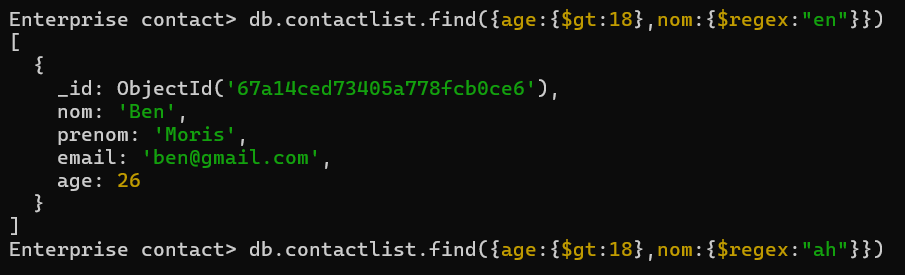 Enterprise contact> db.contactlist.find({age:{$gt:18},nom:{$regex:"en"}})
[
  {
    _id: ObjectId('67a14ced73405a778fcb0ce6'),
    nom: 'Ben',
    prenom: 'Moris',
    email: 'ben@gmail.com',
    age: 26
  }
]
Enterprise contact> db.contactlist.find({age:{$gt:18},nom:{$regex:"ah"}})